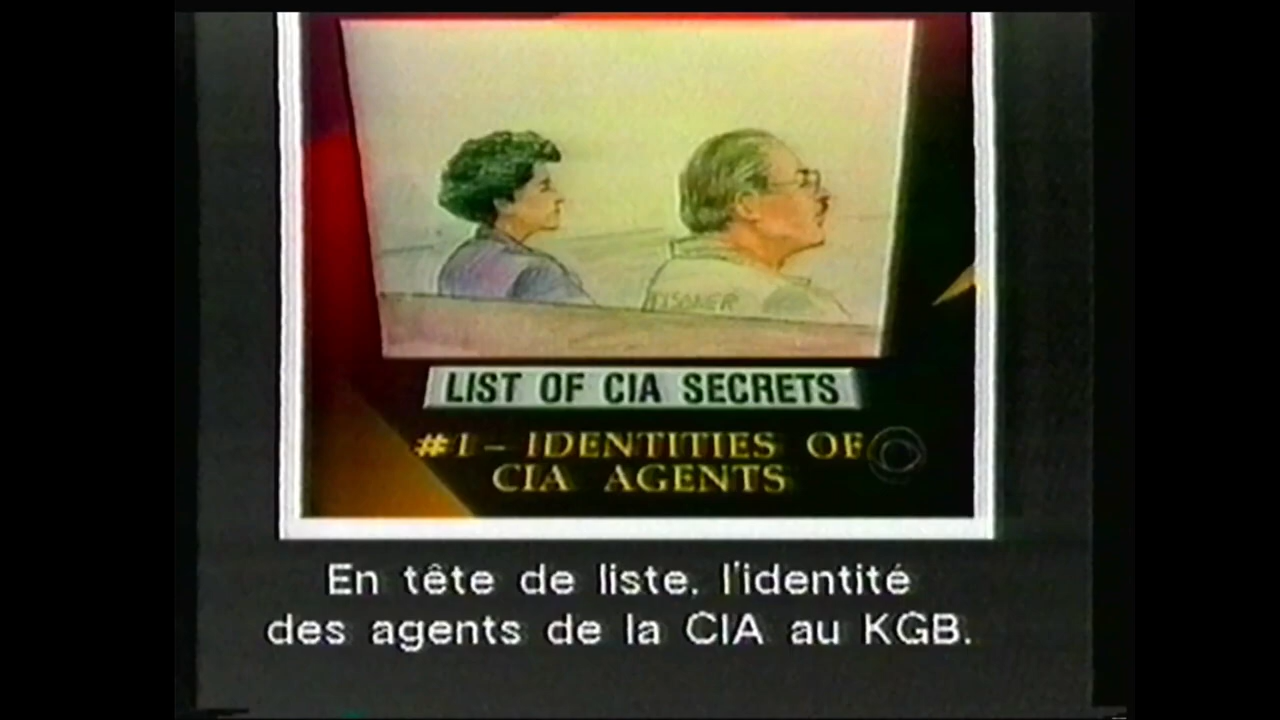 LIST OF CIA SECRETS
#1 – IDENTITIES OF
CIA AGENTS
En tête de liste, l'identité
des agents de la CIA au KGB.